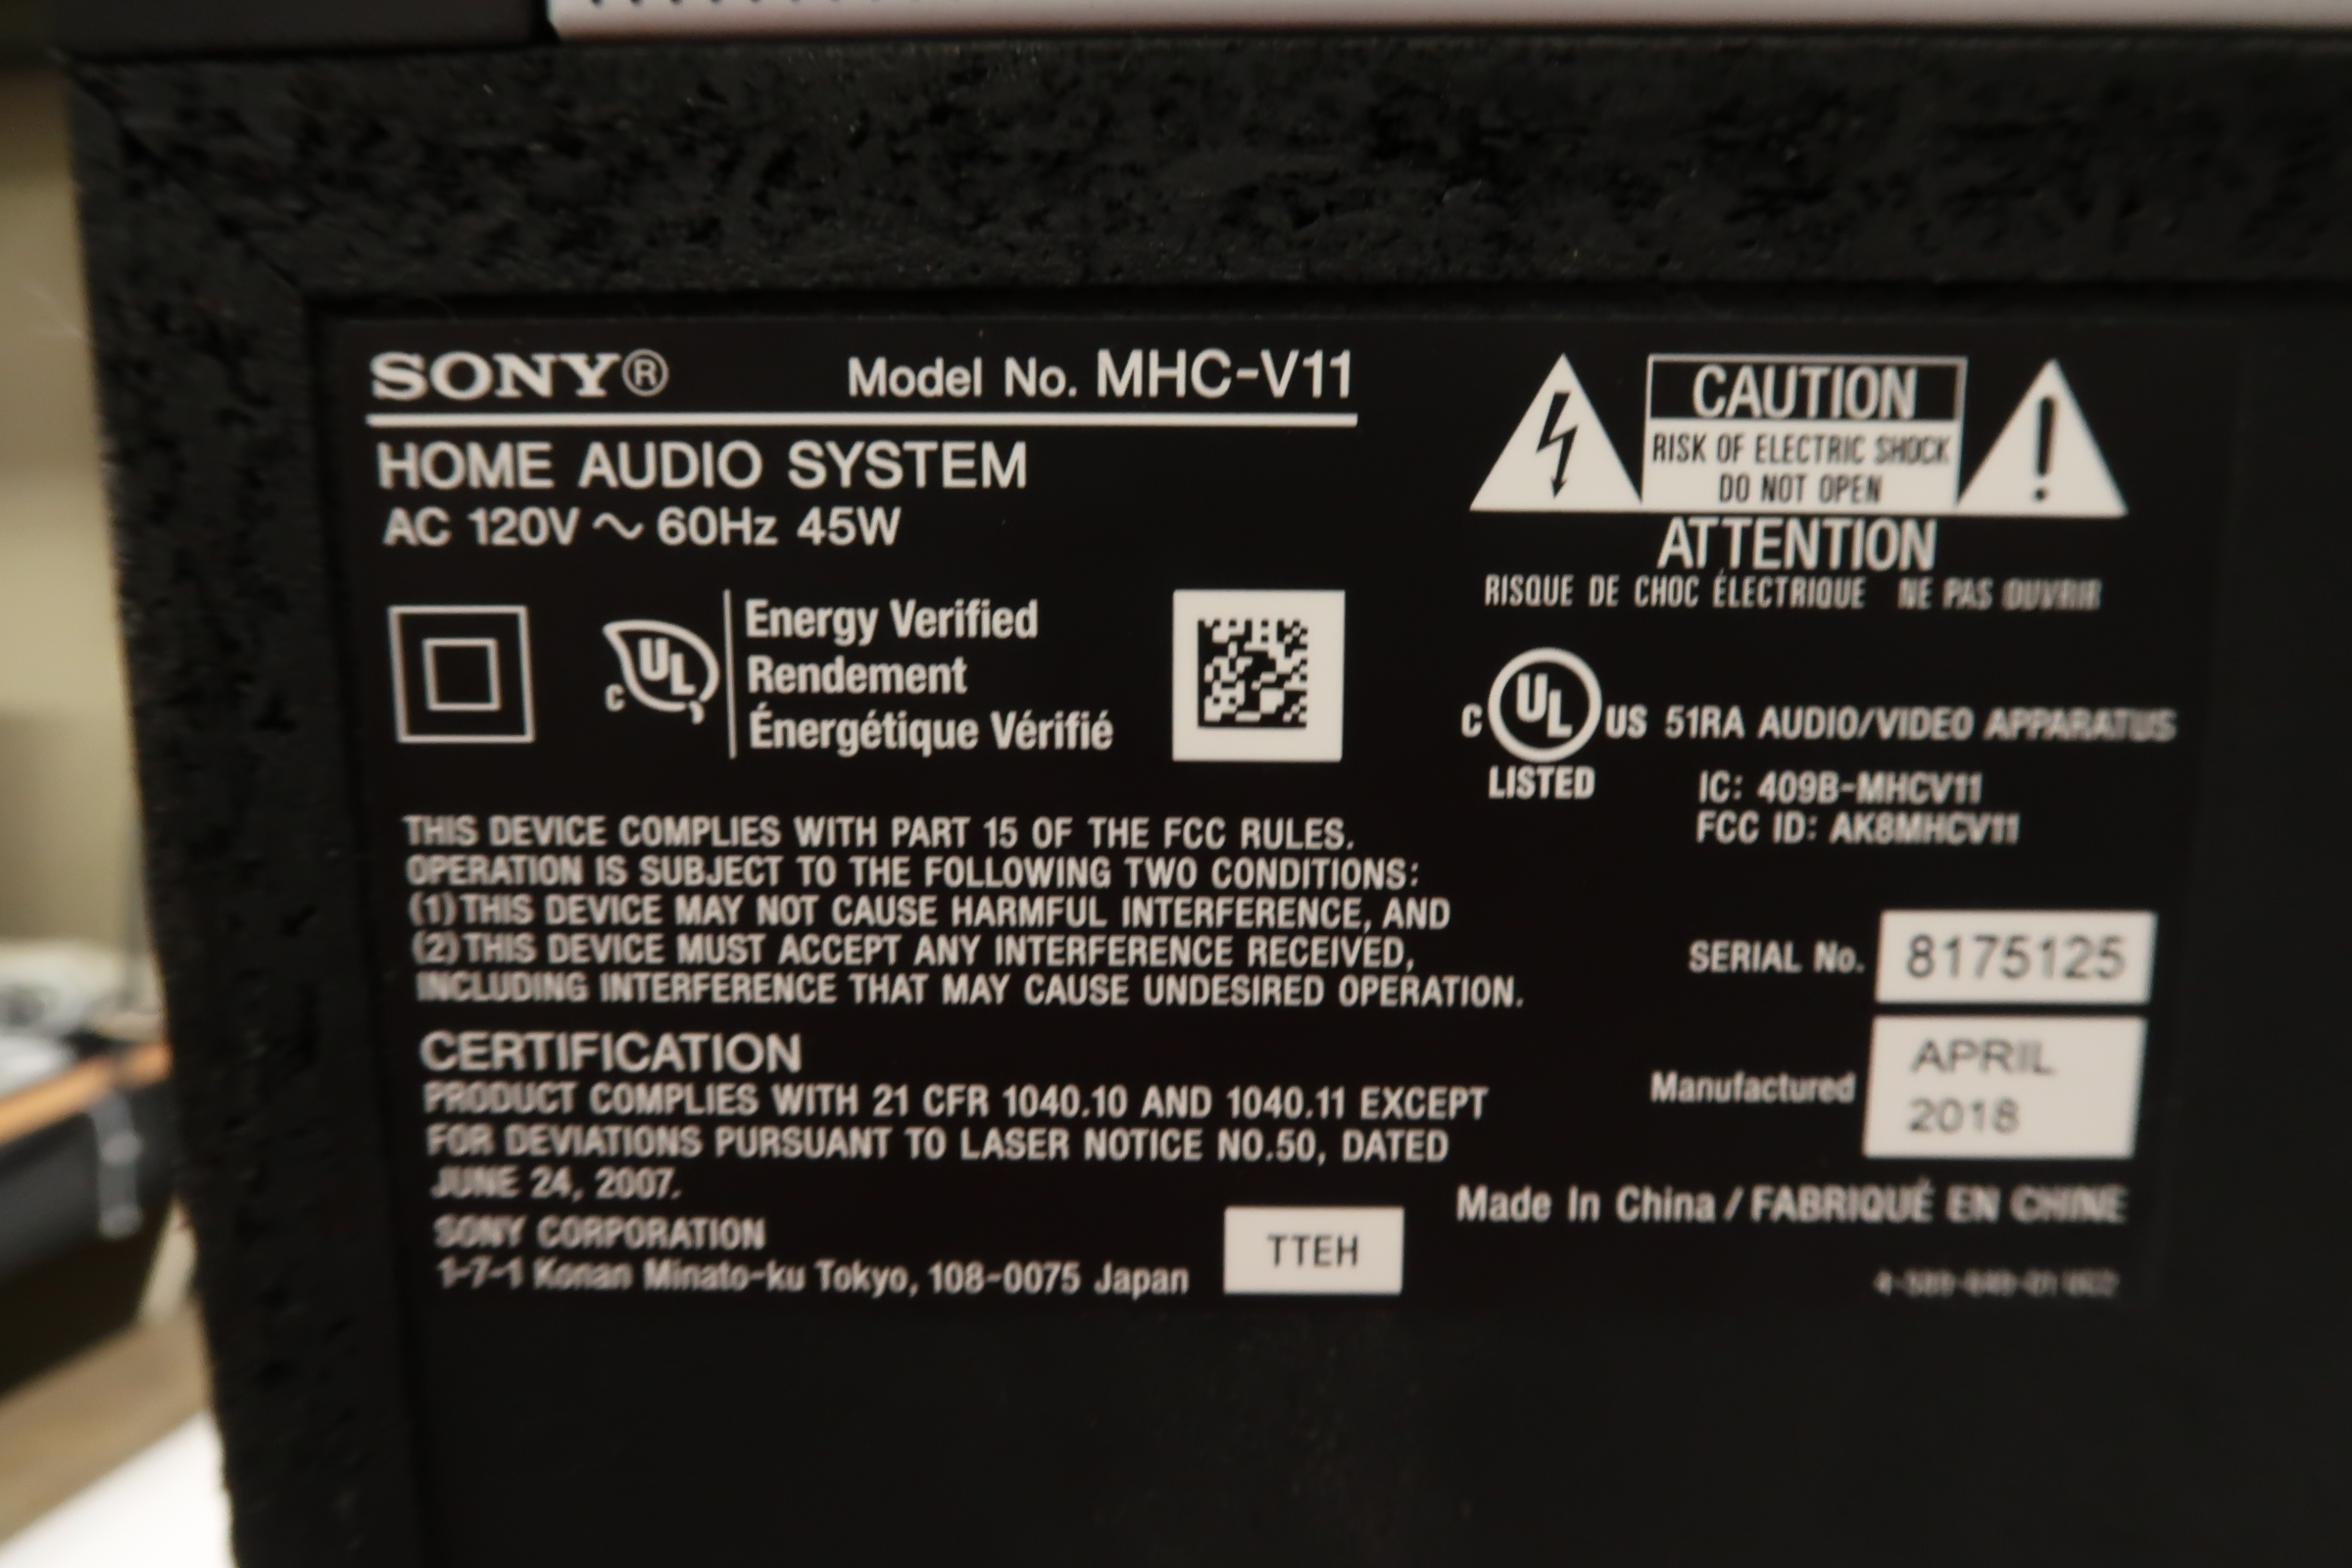 SONY®
Model No. MHC-V11
HOME AUDIO SYSTEM
AC 120V ～ 60Hz 45W
C UL
Energy Verified
Rendement
Énergétique Vérifié
THIS DEVICE COMPLIES WITH PART 15 OF THE FCC RULES.
OPERATION IS SUBJECT TO THE FOLLOWING TWO CONDITIONS:
(1) THIS DEVICE MAY NOT CAUSE HARMFUL INTERFERENCE, AND
(2) THIS DEVICE MUST ACCEPT ANY INTERFERENCE RECEIVED,
INCLUDING INTERFERENCE THAT MAY CAUSE UNDESIRED OPERATION.
CERTIFICATION
PRODUCT COMPLIES WITH 21 CFR 1040.10 AND 1040.11 EXCEPT
FOR DEVIATIONS PURSUANT TO LASER NOTICE NO.50, DATED
JUNE 24, 2007.
SONY CORPORATION
1-7-1 Konan Minato-ku Tokyo, 108-0075 Japan
TTEH
CAUTION
RISK OF ELECTRIC SHOCK
DO NOT OPEN
ATTENTION
RISQUE DE CHOC ÉLECTRIQUE NE PAS OUVRIR
C UL US 51RA AUDIO/VIDEO APPARATUS
LISTED
IC: 409B-MHCV11
FCC ID: AK8MHCV11
SERIAL No. 8175125
Manufactured APRIL
2018
Made In China / FABRIQUÉ EN CHINE